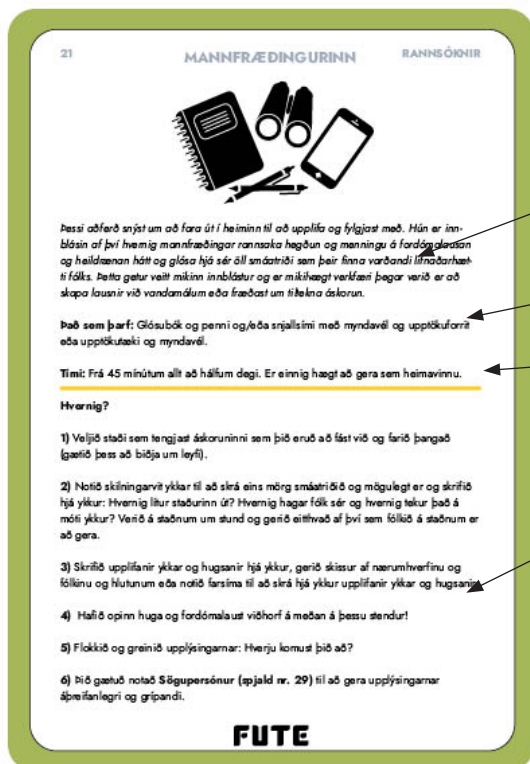 21
MANNFRÆÐINGURINN
RANNSÓKNIR
Þessi aðferð snýst um að fara út í heiminn til að upplifa og fylgjast með. Hún er inn-
blásin af því hvernig mannfræðingar rannsaka hegðun og menningu á fordómalausan
og heildrænan hátt og glósa hjá sér öll smáatriði sem þeir finna varðandi lifnaðarhæt-
ti fólks. Þetta getur veitt mikinn innblástur og er mikilvægt verkfæri þegar verið er að
skapa lausnir við vandamálum eða fræðast um tiltekna áskorun.
Það sem þarf: Glósubók og penni og/eða snjallsími með myndavél og upptökuforrit
eða upptökutæki og myndavél.
Tími: Frá 45 mínútum allt að hálfum degi. Er einnig hægt að gera sem heimavinnu.
Hvernig?
1) Veljið staði sem tengjast áskoruninni sem þið eruð að fást við og farið þangað
(gætið þess að biðja um leyfi).
2) Notið skilningarvit ykkar til að skrá eins mörg smáatriðið og mögulegt er og skrifið
hjá ykkur: Hvernig lítur staðurinn út? Hvernig hagar fólk sér og hvernig tekur það á
móti ykkur? Verið á staðnum um stund og gerið eitthvað af því sem fólkið á staðnum er
að gera.
3) Skrifið upplifanir ykkar og hugsanir hjá ykkur, gerið skissur af nærumhverfinu og
fólkinu og hlutunum eða notið farsíma til að skrá hjá ykkur upplifanir ykkar og hugsanir.
4) Hafið opinn huga og fordómalaust viðhorf á meðan á þessu stendur!
5) Flokkið og greinið upplýsingarnar: Hverju komust þið að?
6) Þið gætuð notað Sögupersónur (spjald nr. 29) til að gera upplýsingarnar
áþreifanlegri og grípandi.
FUTE